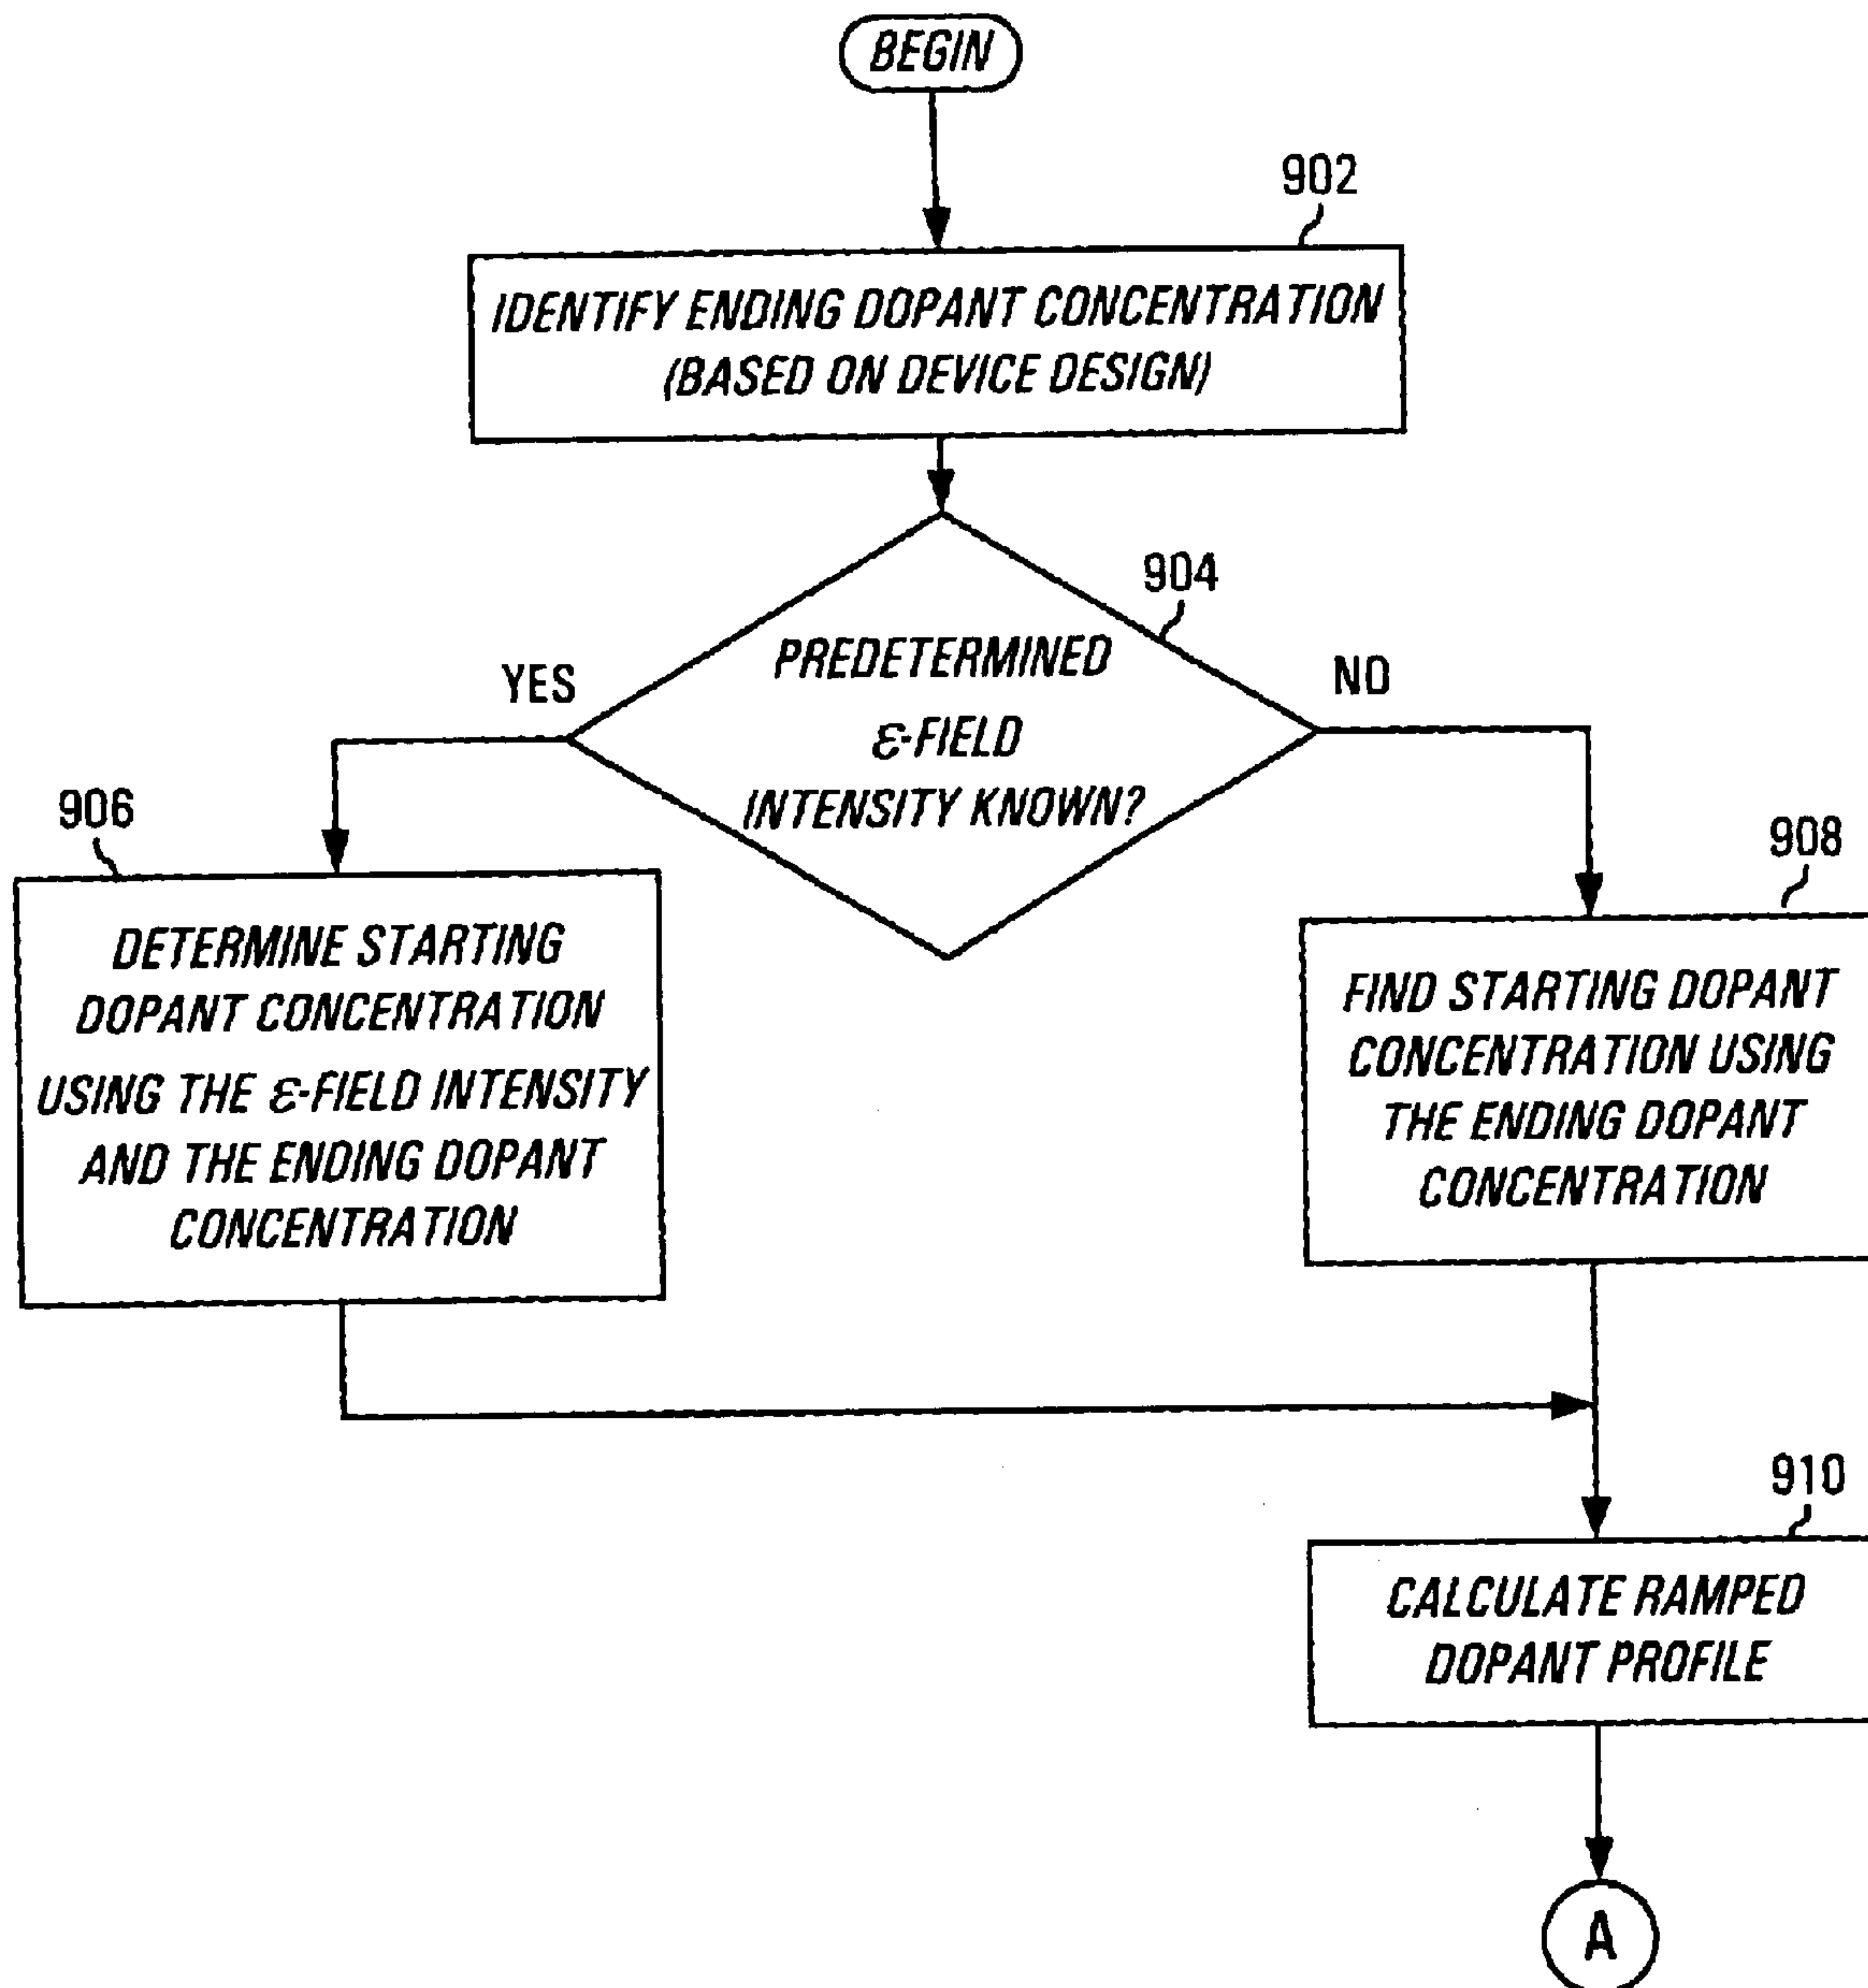 BEGIN
902
IDENTIFY ENDING DOPANT CONCENTRATION
(BASED ON DEVICE DESIGN)
904
PREDETERMINED
ε-FIELD
INTENSITY KNOWN?
YES
NO
906
DETERMINE STARTING
DOPANT CONCENTRATION
USING THE ε-FIELD INTENSITY
AND THE ENDING DOPANT
CONCENTRATION
908
FIND STARTING DOPANT
CONCENTRATION USING
THE ENDING DOPANT
CONCENTRATION
910
CALCULATE RAMPED
DOPANT PROFILE
A